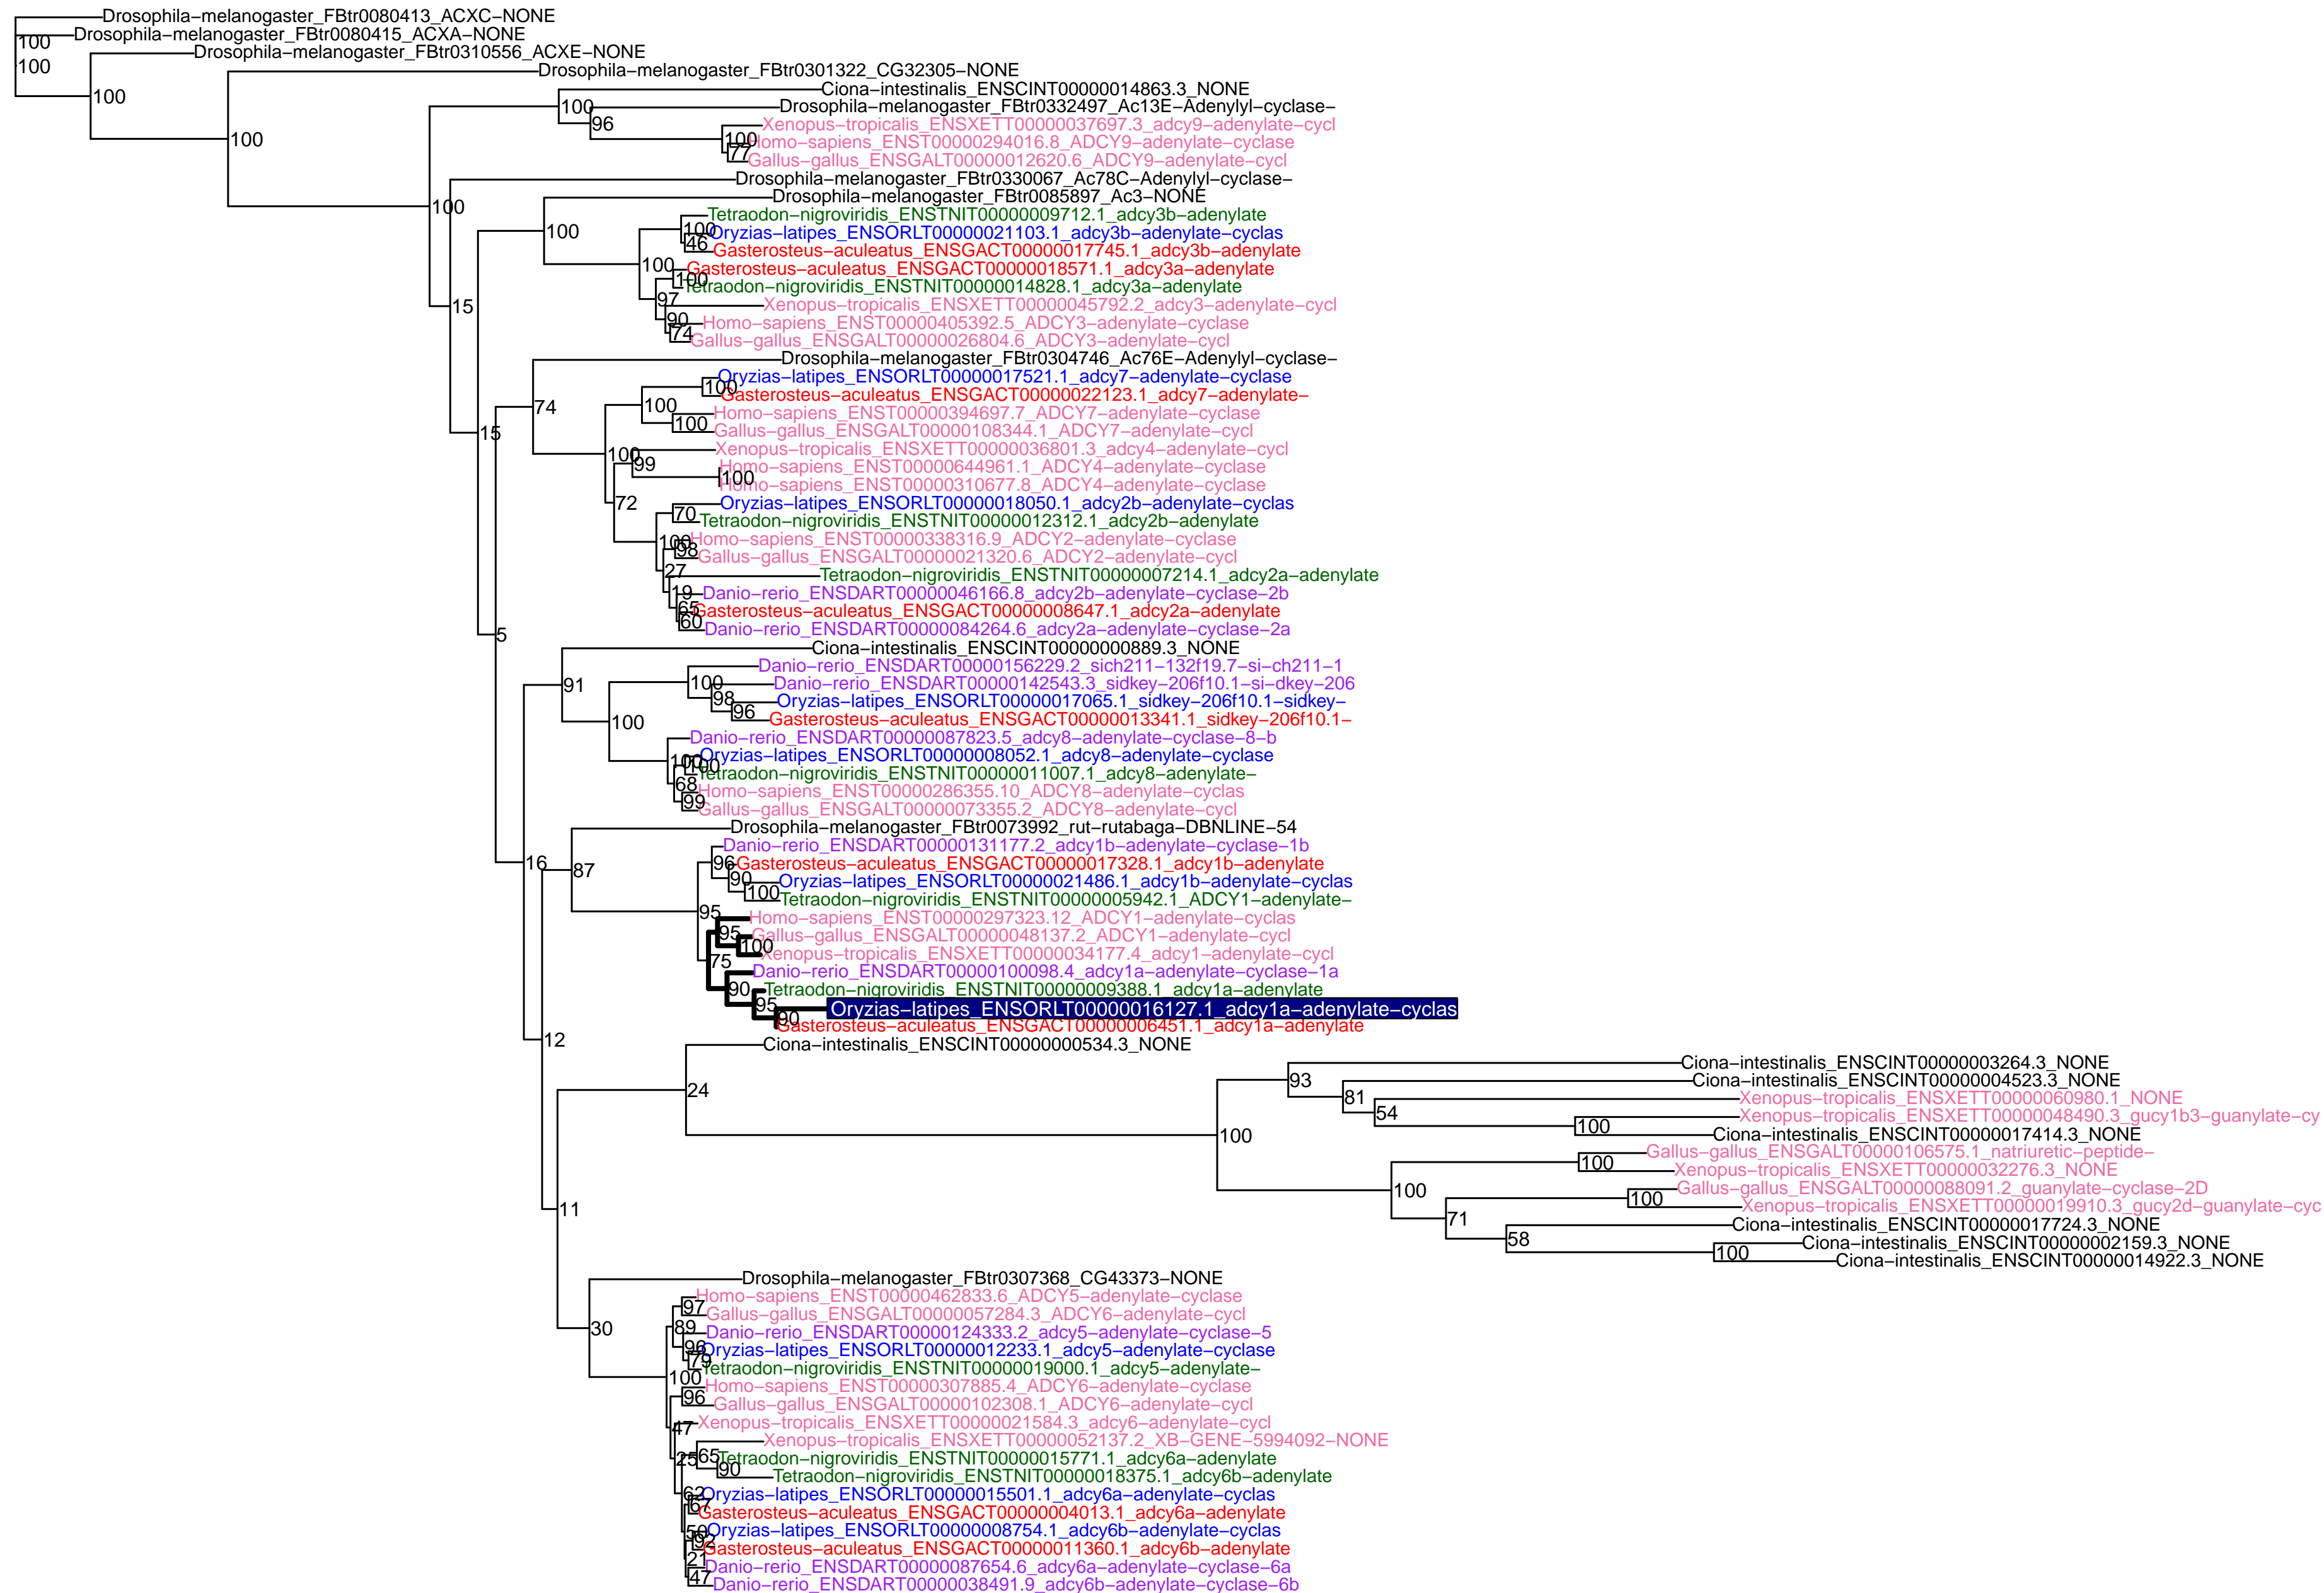 Drosophila−melanogaster_FBtr0080413_ACXC−NONE
100
Drosophila−melanogaster_FBtr0080415_ACXA−NONE
100
Drosophila−melanogaster_FBtr0310556_ACXE−NONE
100
Drosophila−melanogaster_FBtr0301322_CG32305−NONE
100
Ciona−intestinalis_ENSCINT00000014863.3_NONE
100
Drosophila−melanogaster_FBtr0332497_Ac13E−Adenylyl−cyclase−
96
Xenopus−tropicalis_ENSXETT00000037697.3_adcy9−adenylate−cycl
100
Homo−sapiens_ENST00000294016.8_ADCY9−adenylate−cyclase
77
Gallus−gallus_ENSGALT00000012620.6_ADCY9−adenylate−cycl
Drosophila−melanogaster_FBtr0330067_Ac78C−Adenylyl−cyclase−
100
Drosophila−melanogaster_FBtr0085897_Ac3−NONE
Tetraodon−nigroviridis_ENSTNIT00000009712.1_adcy3b−adenylate
100
100
Oryzias−latipes_ENSORLT00000021103.1_adcy3b−adenylate−cyclas
46
Gasterosteus−aculeatus_ENSGACT00000017745.1_adcy3b−adenylate
100
Gasterosteus−aculeatus_ENSGACT00000018571.1_adcy3a−adenylate
100
Tetraodon−nigroviridis_ENSTNIT00000014828.1_adcy3a−adenylate
97
15
Xenopus−tropicalis_ENSXETT00000045792.2_adcy3−adenylate−cycl
90
Homo−sapiens_ENST00000405392.5_ADCY3−adenylate−cyclase
74
Gallus−gallus_ENSGALT00000026804.6_ADCY3−adenylate−cycl
Drosophila−melanogaster_FBtr0304746_Ac76E−Adenylyl−cyclase−
Oryzias−latipes_ENSORLT00000017521.1_adcy7−adenylate−cyclase
100
Gasterosteus−aculeatus_ENSGACT00000022123.1_adcy7−adenylate−
74
100
Homo−sapiens_ENST00000394697.7_ADCY7−adenylate−cyclase
100
Gallus−gallus_ENSGALT00000108344.1_ADCY7−adenylate−cycl
15
Xenopus−tropicalis_ENSXETT00000036801.3_adcy4−adenylate−cycl
100
99
Homo−sapiens_ENST00000644961.1_ADCY4−adenylate−cyclase
100
Homo−sapiens_ENST00000310677.8_ADCY4−adenylate−cyclase
72
Oryzias−latipes_ENSORLT00000018050.1_adcy2b−adenylate−cyclas
70
Tetraodon−nigroviridis_ENSTNIT00000012312.1_adcy2b−adenylate
100
Homo−sapiens_ENST00000338316.9_ADCY2−adenylate−cyclase
98
Gallus−gallus_ENSGALT00000021320.6_ADCY2−adenylate−cycl
27
Tetraodon−nigroviridis_ENSTNIT00000007214.1_adcy2a−adenylate
19
Danio−rerio_ENSDART00000046166.8_adcy2b−adenylate−cyclase−2b
65
Gasterosteus−aculeatus_ENSGACT00000008647.1_adcy2a−adenylate
60
Danio−rerio_ENSDART00000084264.6_adcy2a−adenylate−cyclase−2a
5
Ciona−intestinalis_ENSCINT00000000889.3_NONE
Danio−rerio_ENSDART00000156229.2_sich211−132f19.7−si−ch211−1
91
100
Danio−rerio_ENSDART00000142543.3_sidkey−206f10.1−si−dkey−206
98
Oryzias−latipes_ENSORLT00000017065.1_sidkey−206f10.1−sidkey−
96
Gasterosteus−aculeatus_ENSGACT00000013341.1_sidkey−206f10.1−
100
Danio−rerio_ENSDART00000087823.5_adcy8−adenylate−cyclase−8−b
100
Oryzias−latipes_ENSORLT00000008052.1_adcy8−adenylate−cyclase
100
Tetraodon−nigroviridis_ENSTNIT00000011007.1_adcy8−adenylate−
68
Homo−sapiens_ENST00000286355.10_ADCY8−adenylate−cyclas
99
Gallus−gallus_ENSGALT00000073355.2_ADCY8−adenylate−cycl
Drosophila−melanogaster_FBtr0073992_rut−rutabaga−DBNLINE−54
Danio−rerio_ENSDART00000131177.2_adcy1b−adenylate−cyclase−1b
16
87
96
Gasterosteus−aculeatus_ENSGACT00000017328.1_adcy1b−adenylate
90
Oryzias−latipes_ENSORLT00000021486.1_adcy1b−adenylate−cyclas
100
Tetraodon−nigroviridis_ENSTNIT00000005942.1_ADCY1−adenylate−
95
Homo−sapiens_ENST00000297323.12_ADCY1−adenylate−cyclas
95
Gallus−gallus_ENSGALT00000048137.2_ADCY1−adenylate−cycl
100
Xenopus−tropicalis_ENSXETT00000034177.4_adcy1−adenylate−cycl
75
Danio−rerio_ENSDART00000100098.4_adcy1a−adenylate−cyclase−1a
90
Tetraodon−nigroviridis_ENSTNIT00000009388.1_adcy1a−adenylate
95
Oryzias−latipes_ENSORLT00000016127.1_adcy1a−adenylate−cyclas
90
Gasterosteus−aculeatus_ENSGACT00000006451.1_adcy1a−adenylate
12
Ciona−intestinalis_ENSCINT00000000534.3_NONE
24
Ciona−intestinalis_ENSCINT00000003264.3_NONE
93
Ciona−intestinalis_ENSCINT00000004523.3_NONE
81
Xenopus−tropicalis_ENSXETT00000060980.1_NONE
54
Xenopus−tropicalis_ENSXETT00000048490.3_gucy1b3−guanylate−cy
100
Ciona−intestinalis_ENSCINT00000017414.3_NONE
100
Gallus−gallus_ENSGALT00000106575.1_natriuretic−peptide−
100
Xenopus−tropicalis_ENSXETT00000032276.3_NONE
100
Gallus−gallus_ENSGALT00000088091.2_guanylate−cyclase−2D
100
Xenopus−tropicalis_ENSXETT00000019910.3_gucy2d−guanylate−cyc
11
71
Ciona−intestinalis_ENSCINT00000017724.3_NONE
58
Ciona−intestinalis_ENSCINT00000002159.3_NONE
100
Ciona−intestinalis_ENSCINT00000014922.3_NONE
Drosophila−melanogaster_FBtr0307368_CG43373−NONE
30
Homo−sapiens_ENST00000462833.6_ADCY5−adenylate−cyclase
97
Gallus−gallus_ENSGALT00000057284.3_ADCY6−adenylate−cycl
89
Danio−rerio_ENSDART00000124333.2_adcy5−adenylate−cyclase−5
96
Oryzias−latipes_ENSORLT00000012233.1_adcy5−adenylate−cyclase
79
Tetraodon−nigroviridis_ENSTNIT00000019000.1_adcy5−adenylate−
100
Homo−sapiens_ENST00000307885.4_ADCY6−adenylate−cyclase
96
Gallus−gallus_ENSGALT00000102308.1_ADCY6−adenylate−cycl
47
Xenopus−tropicalis_ENSXETT00000021584.3_adcy6−adenylate−cycl
Xenopus−tropicalis_ENSXETT00000052137.2_XB−GENE−5994092−NONE
25
65
Tetraodon−nigroviridis_ENSTNIT00000015771.1_adcy6a−adenylate
90
Tetraodon−nigroviridis_ENSTNIT00000018375.1_adcy6b−adenylate
62
Oryzias−latipes_ENSORLT00000015501.1_adcy6a−adenylate−cyclas
67
Gasterosteus−aculeatus_ENSGACT00000004013.1_adcy6a−adenylate
50
Oryzias−latipes_ENSORLT00000008754.1_adcy6b−adenylate−cyclas
92
Gasterosteus−aculeatus_ENSGACT00000011360.1_adcy6b−adenylate
21
Danio−rerio_ENSDART00000087654.6_adcy6a−adenylate−cyclase−6a
47
Danio−rerio_ENSDART00000038491.9_adcy6b−adenylate−cyclase−6b